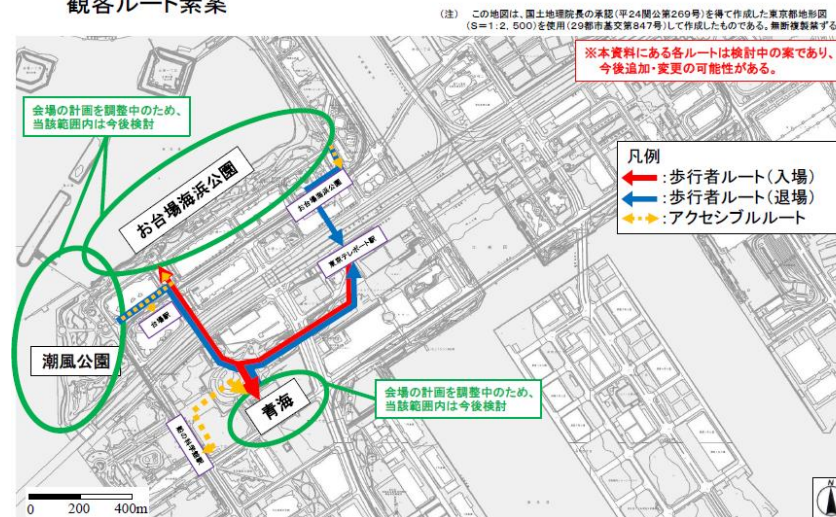 観客ルート素案
(注) この地図は、国土地理院長の承認(平24関公第269号)を得て作成した東京都地形図
(S=1:2,500)を使用(29都市基交第847号)して作成したものである。無断複製禁ずる
※本資料にある各ルートは検討中の案であり、
今後追加・変更の可能性がある。
会場の計画を調整中のため、
当該範囲内は今後検討
凡例
:歩行者ルート(入場)
:歩行者ルート(退場)
:アクセシブルルート
お台場海浜公園
お台場海浜公園
東京テレポート駅
台場駅
潮風公園
青海
会場の計画を調整中のため、
当該範囲内は今後検討
0 200 400m
N